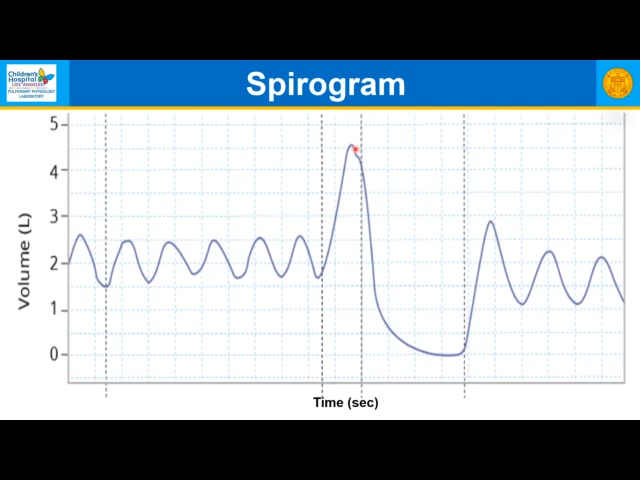 Children's
Hospital
LOS ANGELES
PULMONARY PHYSIOLOGY
LABORATORY
Spirogram
Volume (L)
5
4
3
2
1
0
Time (sec)